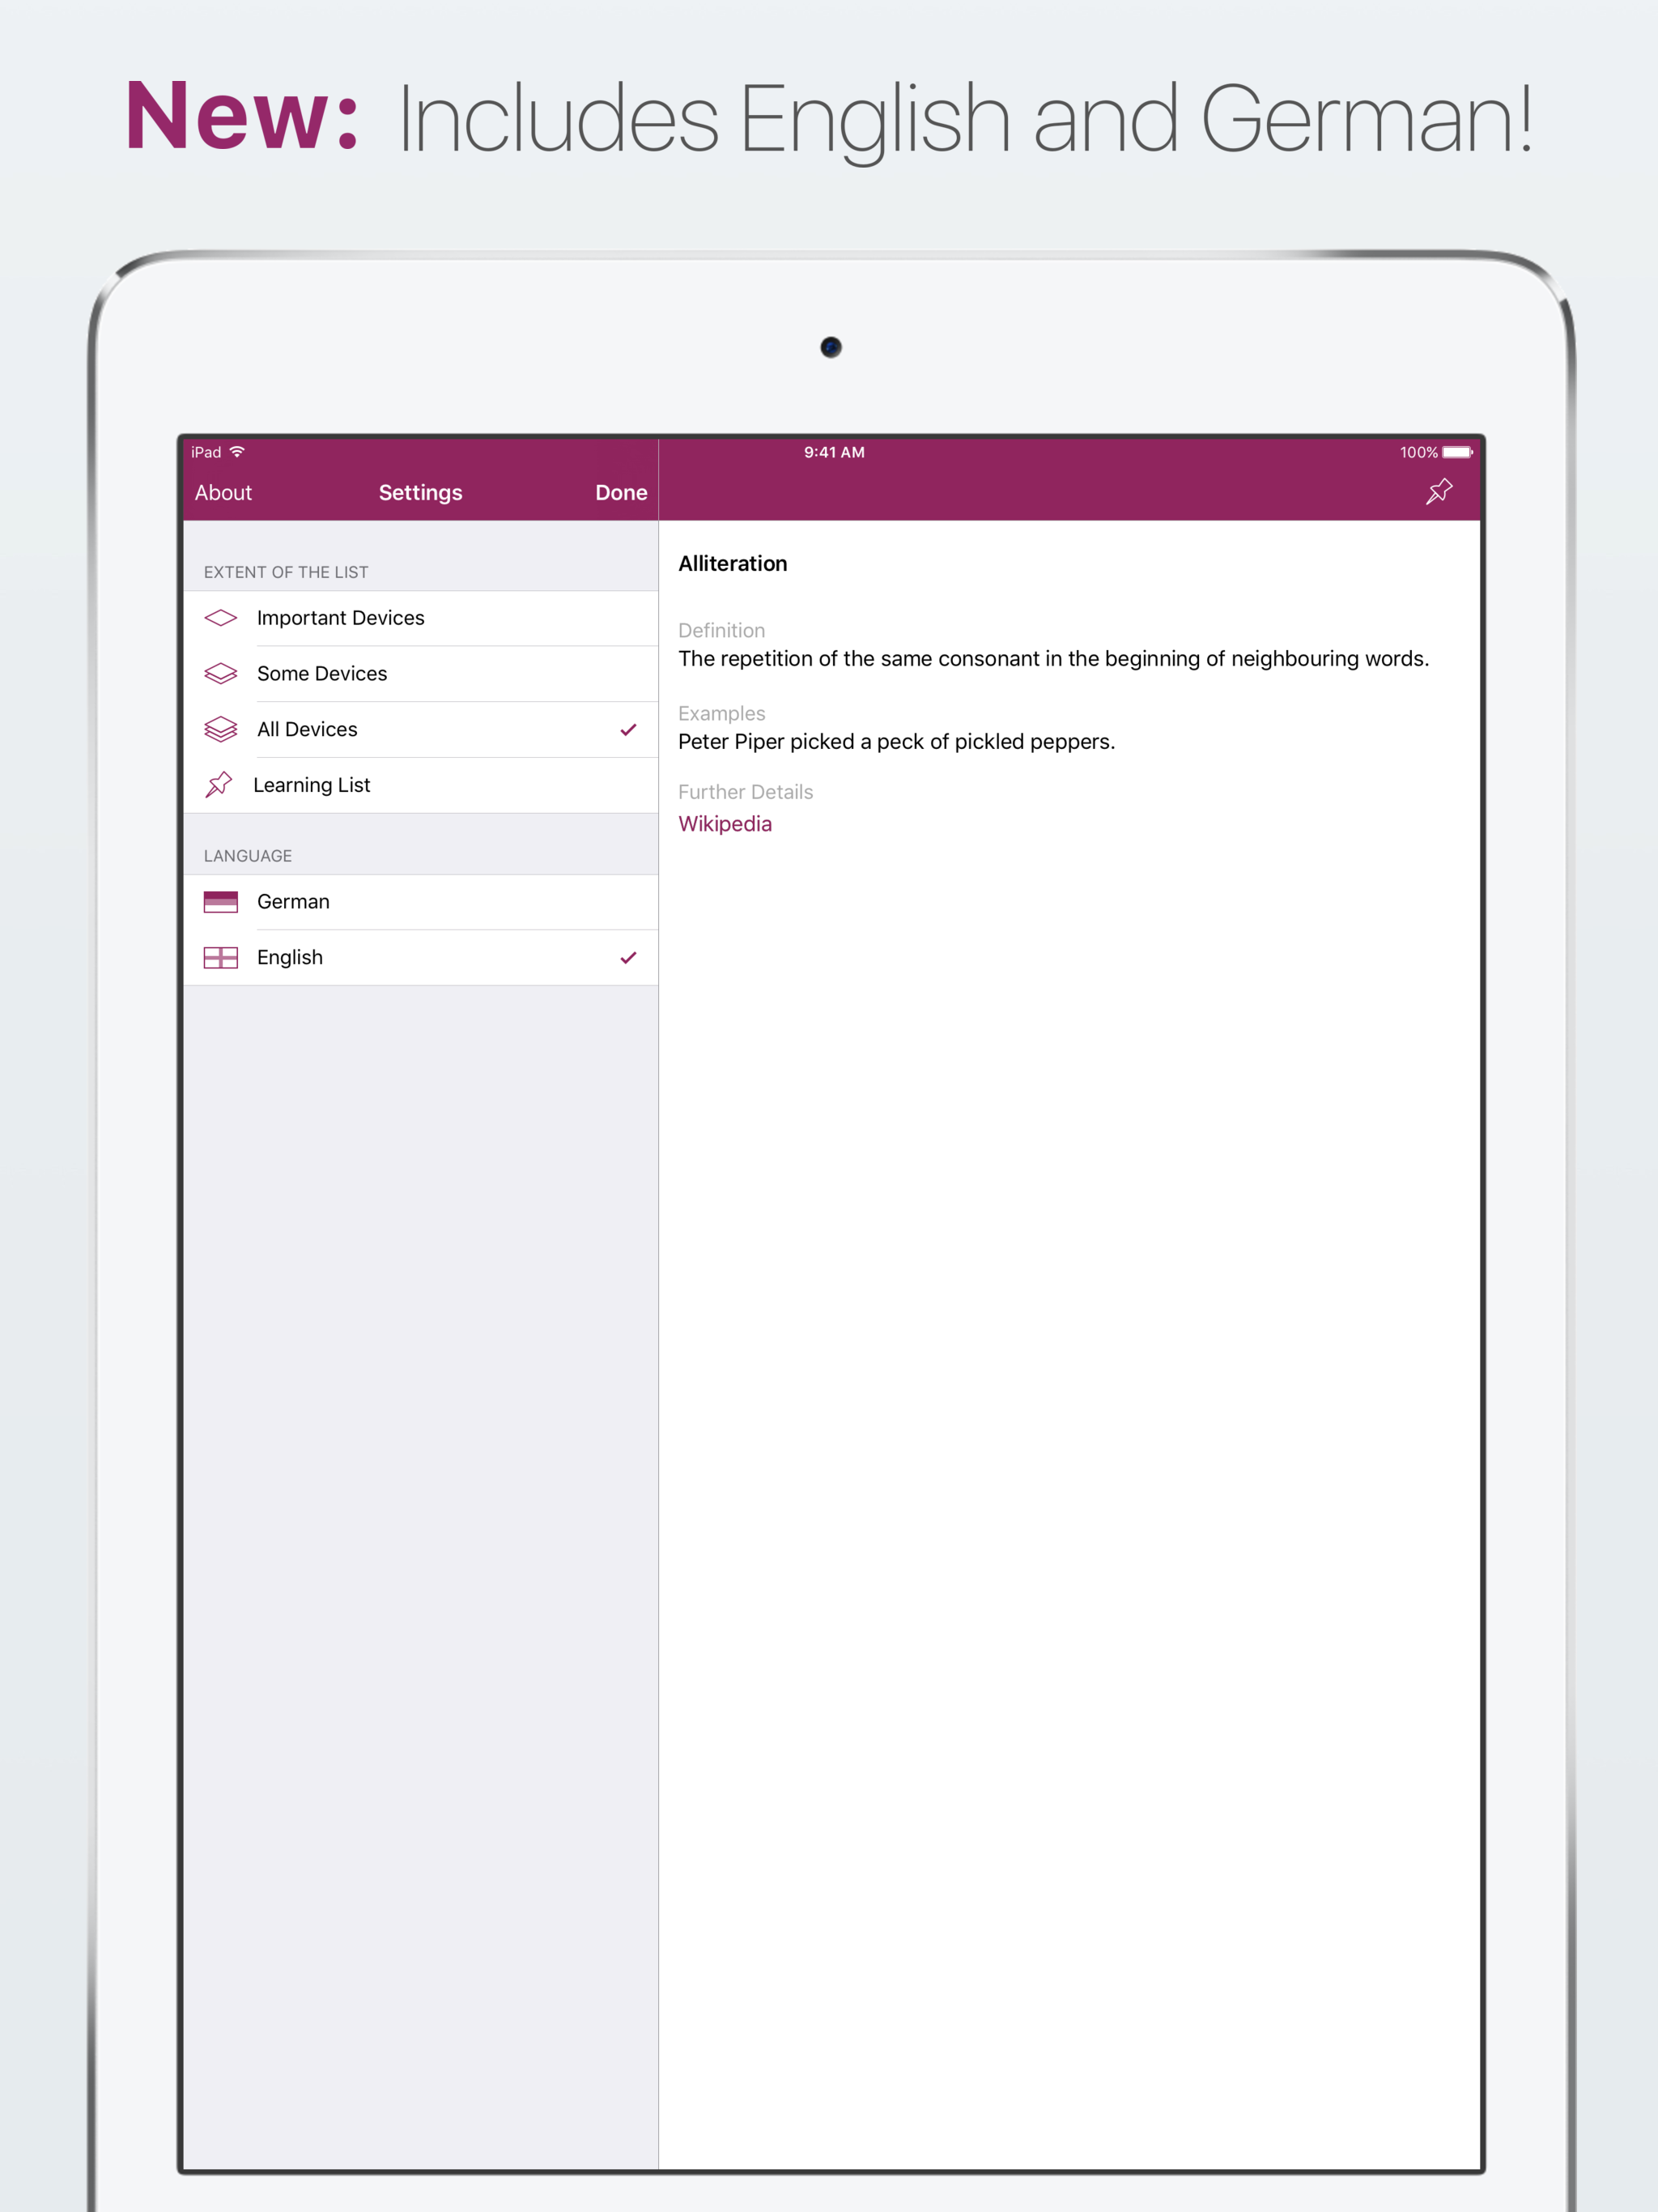 New: Includes English and German!
iPad 9:41 AM 100%
About Settings Done
EXTENT OF THE LIST
Important Devices
Some Devices
All Devices
Learning List
LANGUAGE
German
English
Alliteration
Definition
The repetition of the same consonant in the beginning of neighbouring words.
Examples
Peter Piper picked a peck of pickled peppers.
Further Details
Wikipedia